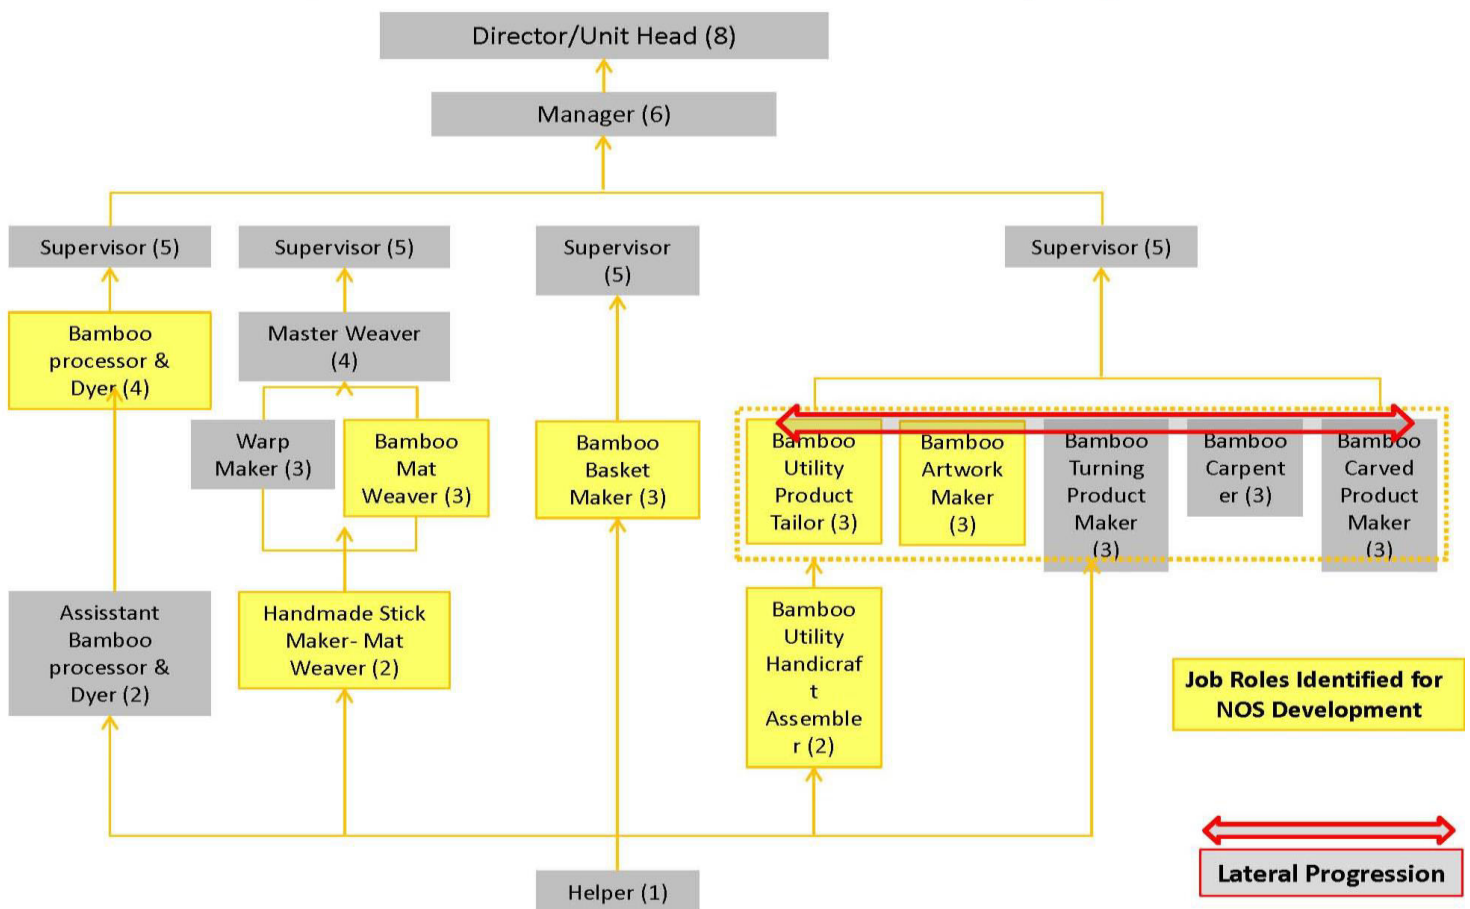 Director/Unit Head (8)
Manager (6)
Supervisor (5)
Supervisor (5)
Supervisor
(5)
Supervisor (5)
Bamboo
processor &
Dyer (4)
Master Weaver
(4)
Warp
Maker (3)
Bamboo
Mat
Weaver (3)
Bamboo
Basket
Maker (3)
Bamboo
Utility
Product
Tailor (3)
Bamboo
Artwork
Maker
(3)
Bamboo
Turning
Product
Maker
(3)
Bamboo
Carpent
er (3)
Bamboo
Carved
Product
Maker
(3)
Assisstant
Bamboo
processor &
Dyer (2)
Handmade Stick
Maker- Mat
Weaver (2)
Bamboo
Utility
Handicraf
t
Assemble
r (2)
Job Roles Identified for
NOS Development
Helper (1)
Lateral Progression